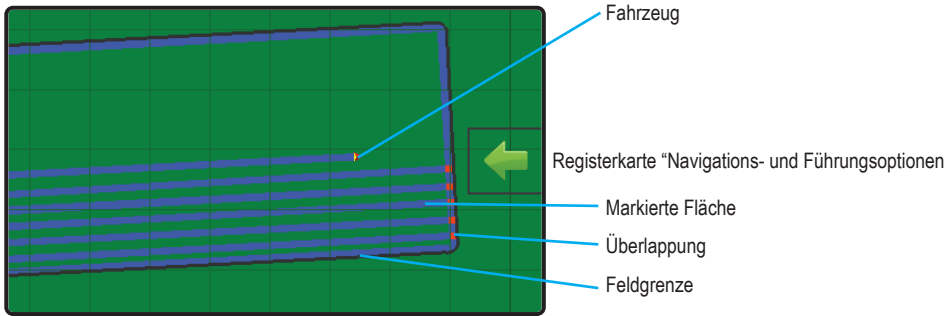 Fahrzeug
Registerkarte “Navigations- und Führungsoptionen
Markierte Fläche
Überlappung
Feldgrenze